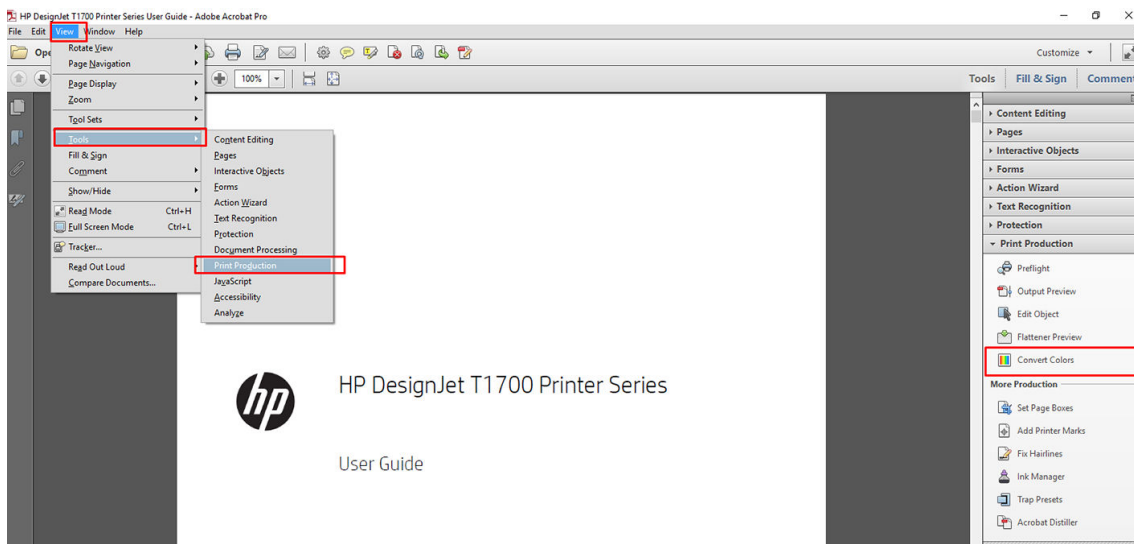 HP DesignJet T1700 Printer Series User Guide - Adobe Acrobat Pro
File Edit View Window Help
Customize
100%
Tools Fill & Sign Comment
Rotate View
Page Navigation
Page Display
Zoom
Tool Sets
Tools
Fill & Sign
Comment
Show/Hide
Read Mode Ctrl+H
Full Screen Mode Ctrl+L
Tracker...
Read Out Loud
Compare Documents...
Content Editing
Pages
Interactive Objects
Forms
Action Wizard
Text Recognition
Protection
Document Processing
Print Production
JavaScript
Accessibility
Analyze
hp
HP DesignJet T1700 Printer Series
User Guide
Content Editing
Pages
Interactive Objects
Forms
Action Wizard
Text Recognition
Protection
Print Production
Preflight
Output Preview
Edit Object
Flattener Preview
Convert Colors
More Production
Set Page Boxes
Add Printer Marks
Fix Hairlines
Ink Manager
Trap Presets
Acrobat Distiller